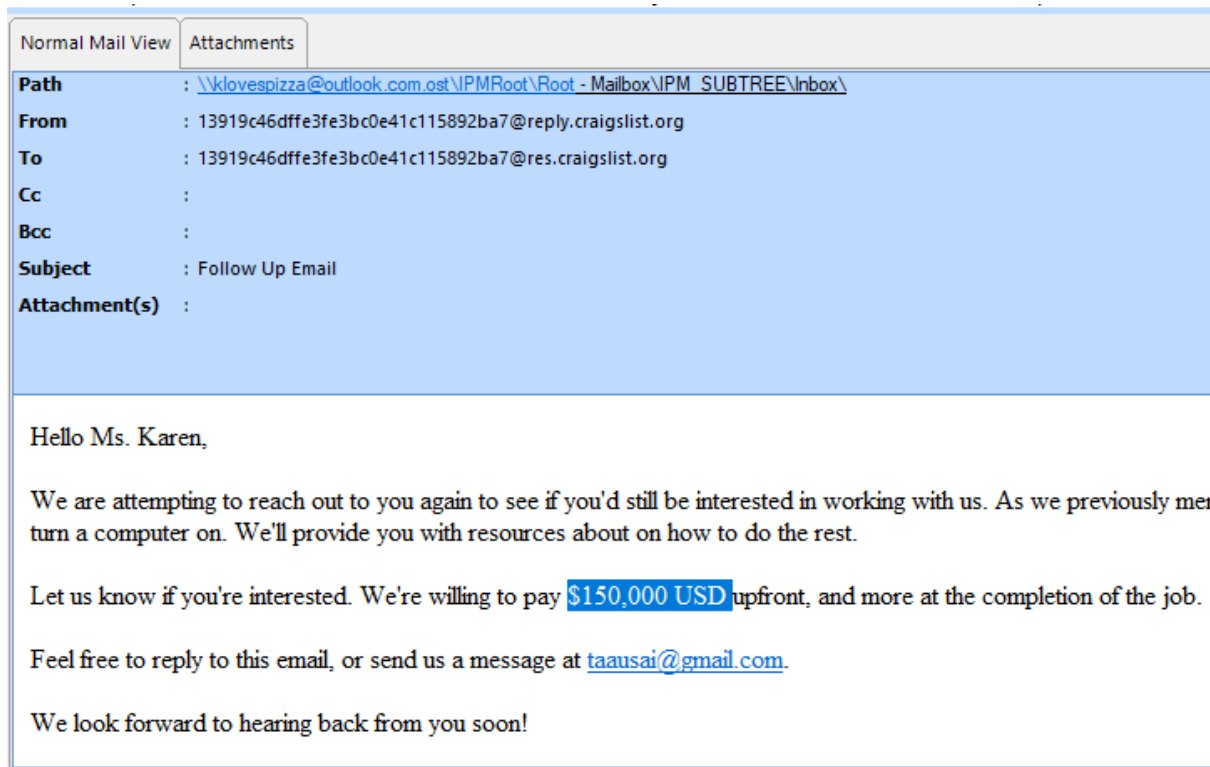 Normal Mail View Attachments
Path : \\klovespizza@outlook.com.ost\IPMRoot\Root - Mailbox\IPM_SUBTREE\Inbox\
From : 13919c46dffe3fe3bc0e41c115892ba7@reply.craigslist.org
To : 13919c46dffe3fe3bc0e41c115892ba7@res.craigslist.org
Cc :
Bcc :
Subject : Follow Up Email
Attachment(s) :
Hello Ms. Karen,
We are attempting to reach out to you again to see if you'd still be interested in working with us. As we previously
turn a computer on. We'll provide you with resources about on how to do the rest.
Let us know if you're interested. We're willing to pay $150,000 USD upfront, and more at the completion of the job.
Feel free to reply to this email, or send us a message at taausai@gmail.com.
We look forward to hearing back from you soon!